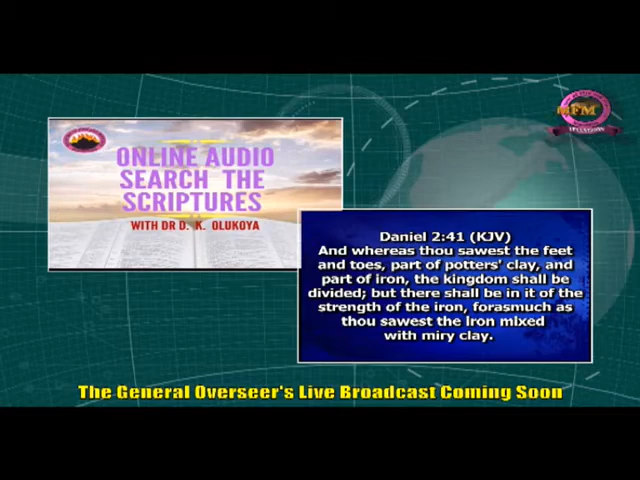 ONLINE AUDIO
SEARCH THE
SCRIPTURES
WITH DR D. K. OLUKOYA
MFM
TELEVISION
Daniel 2:41 (KJV)
And whereas thou sawest the feet
and toes, part of potters' clay, and
part of iron, the kingdom shall be
divided; but there shall be in it of the
strength of the iron, forasmuch as
thou sawest the iron mixed
with miry clay.
The General Overseer's Live Broadcast Coming Soon